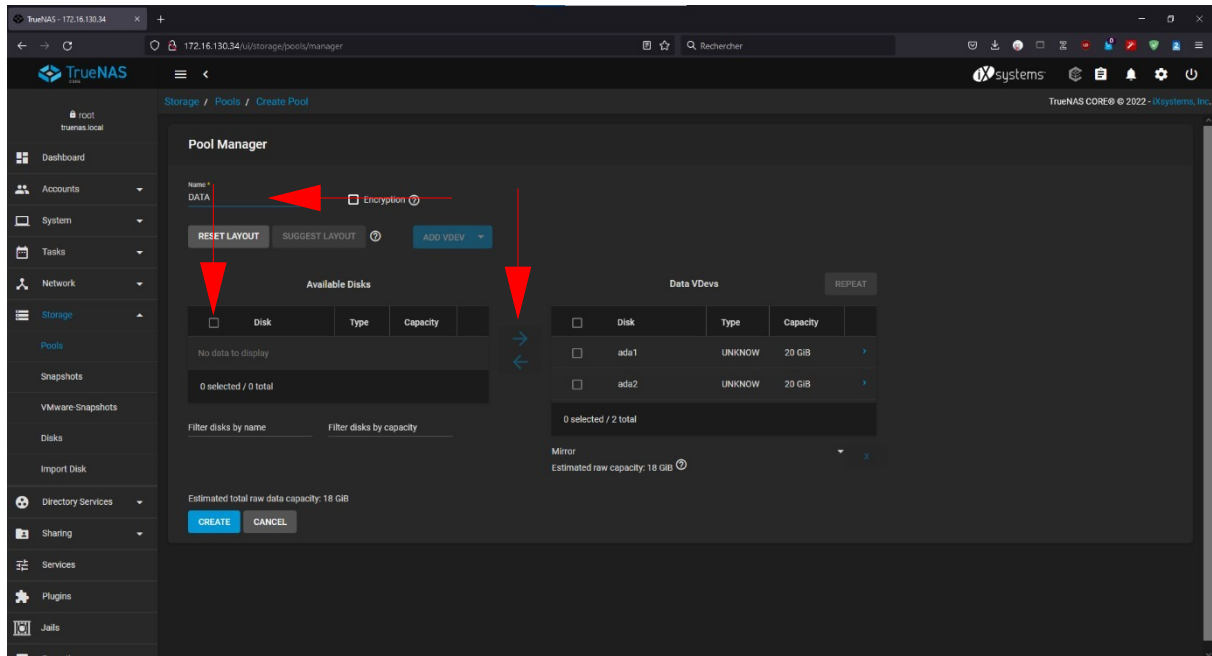 TrueNAS - 172.16.130.34
172.16.130.34/ui/storage/pools/manager
Rechercher
TrueNAS
CORE
iXsystems
root
truenas.local
Storage / Pools / Create Pool
TrueNAS CORE® © 2022 - iXsystems, Inc.
Dashboard
Accounts
System
Tasks
Network
Storage
Pools
Snapshots
VMware-Snapshots
Disks
Import Disk
Directory Services
Sharing
Services
Plugins
Jails
Pool Manager
Name *
DATA
Encryption
RESET LAYOUT SUGGEST LAYOUT ADD VDEV
Available Disks
Disk Type Capacity
No data to display
0 selected / 0 total
Filter disks by name Filter disks by capacity
Data VDevs REPEAT
Disk Type Capacity
ada1 UNKNOW 20 GiB
ada2 UNKNOW 20 GiB
0 selected / 2 total
Mirror x
Estimated raw capacity: 18 GiB
Estimated total raw data capacity: 18 GiB
CREATE CANCEL